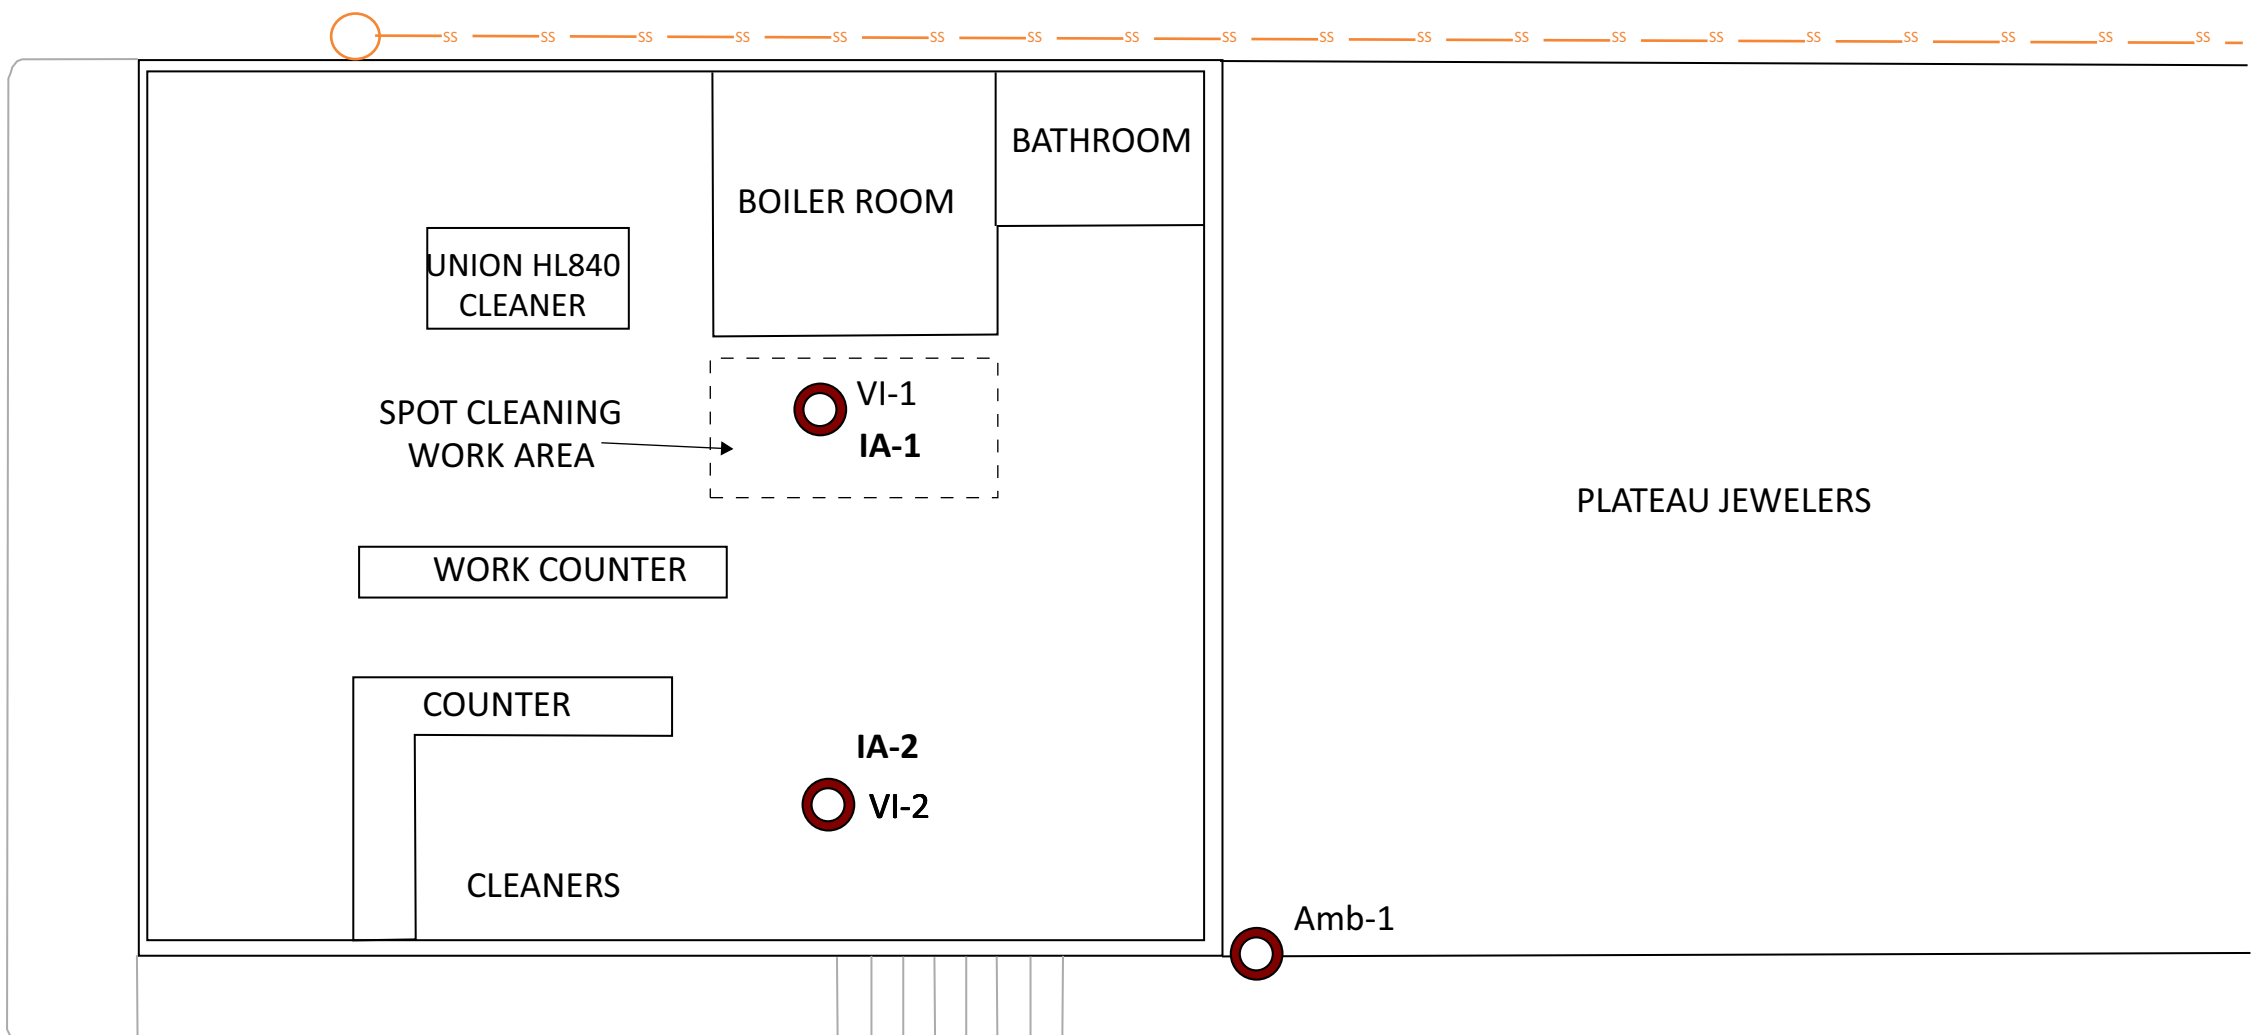 SS SS SS SS SS SS SS SS SS SS SS SS SS SS SS SS SS SS SS
BATHROOM
BOILER ROOM
UNION HL840
CLEANER
VI-1
SPOT CLEANING
WORK AREA
IA-1
PLATEAU JEWELERS
WORK COUNTER
COUNTER
IA-2
VI-2
CLEANERS
Amb-1